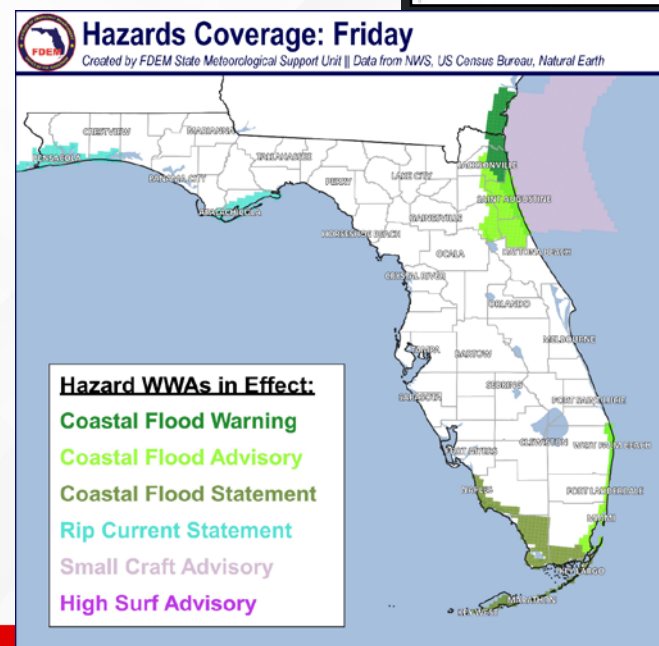 FDEM
Hazards Coverage: Friday
Created by FDEM State Meteorological Support Unit || Data from NWS, US Census Bureau, Natural Earth
CRESTVIEW
MARIANNA
PENSACOLA
TALLAHASSEE
JACKSONVILLE
PANAMA CITY
PERRY
LAKE CITY
APALACHICOLA
SAINT AUGUSTINE
GAINESVILLE
HORSESHOE BEACH
OCALA
DAYTONA BEACH
CRYSTAL RIVER
ORLANDO
MELBOURNE
TAMPA
BARTOW
SEBRING
SARASOTA
FORT SAINT LUCIE
CLEWISTON
WEST PALM BEACH
FORT MYERS
NAPLES
FORT LAUDERDALE
MIAMI
KEY LARGO
MARATHON
KEY WEST
Hazard WWAs in Effect:
Coastal Flood Warning
Coastal Flood Advisory
Coastal Flood Statement
Rip Current Statement
Small Craft Advisory
High Surf Advisory